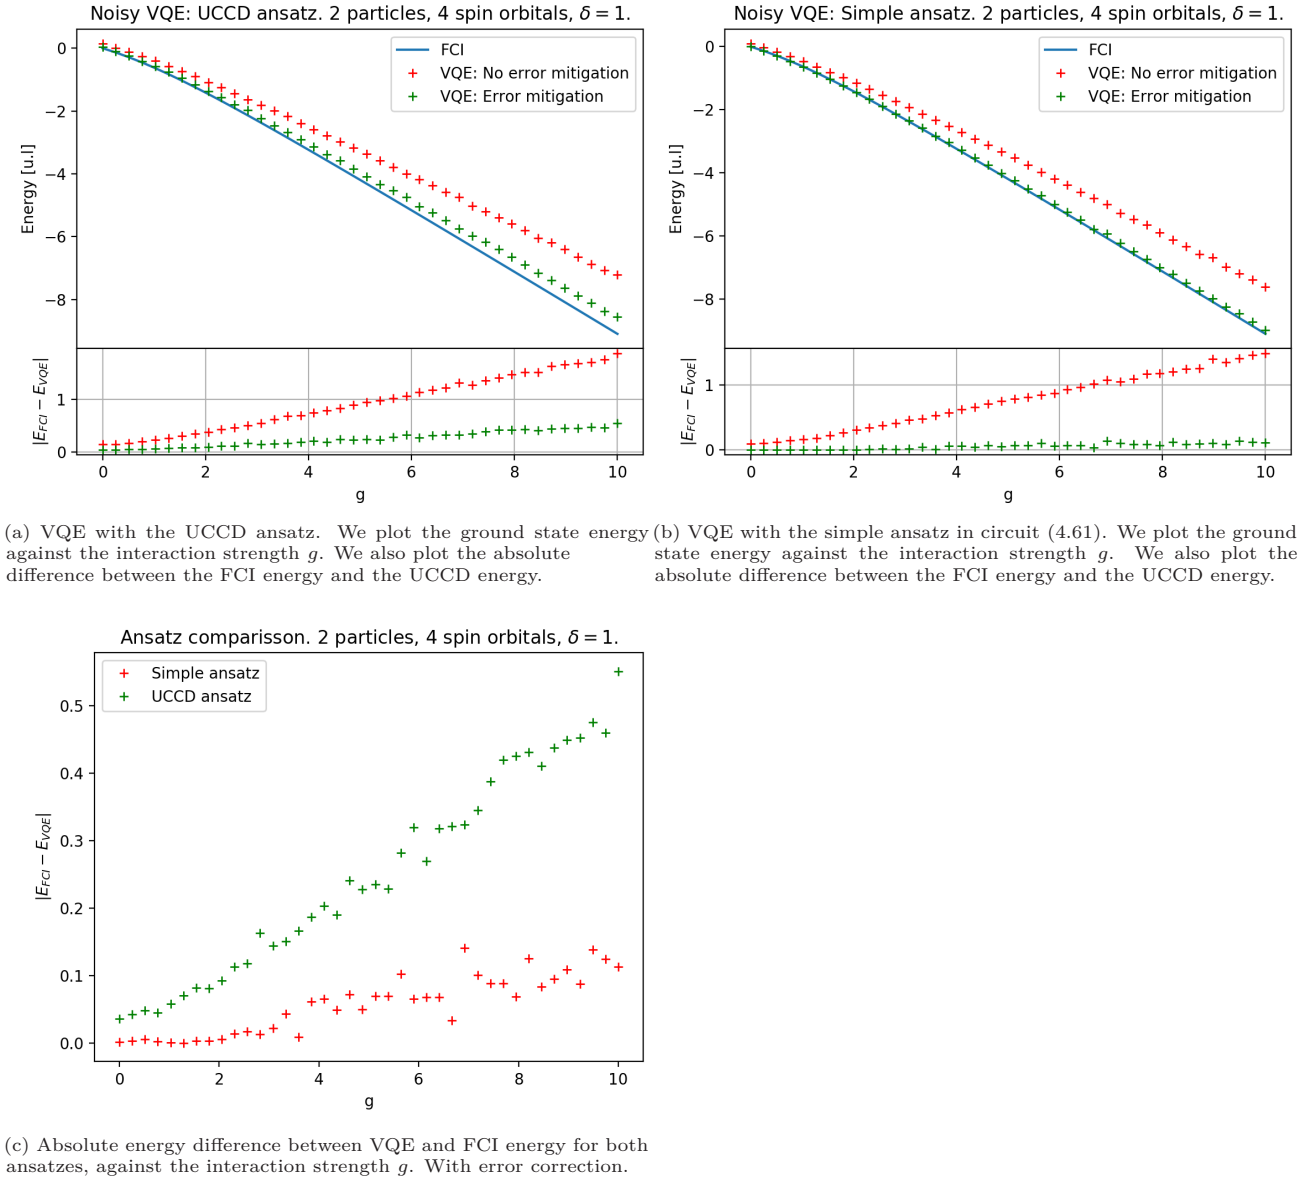 Noisy VQE: UCCD ansatz. 2 particles, 4 spin orbitals, δ = 1.
FCI
VQE: No error mitigation
VQE: Error mitigation
Energy [u.l]
0
−2
−4
−6
−8
|E_FCI − E_VQE|
1
0
0 2 4 6 8 10
g
(a) VQE with the UCCD ansatz. We plot the ground state energy
against the interaction strength g. We also plot the absolute
difference between the FCI energy and the UCCD energy.
Noisy VQE: Simple ansatz. 2 particles, 4 spin orbitals, δ = 1.
FCI
VQE: No error mitigation
VQE: Error mitigation
Energy [u.l]
0
−2
−4
−6
−8
|E_FCI − E_VQE|
1
0
0 2 4 6 8 10
g
(b) VQE with the simple ansatz in circuit (4.61). We plot the ground
state energy against the interaction strength g. We also plot the
absolute difference between the FCI energy and the UCCD energy.
Ansatz comparisson. 2 particles, 4 spin orbitals, δ = 1.
Simple ansatz
UCCD ansatz
|E_FCI − E_VQE|
0.5
0.4
0.3
0.2
0.1
0.0
0 2 4 6 8 10
g
(c) Absolute energy difference between VQE and FCI energy for both
ansatzes, against the interaction strength g. With error correction.